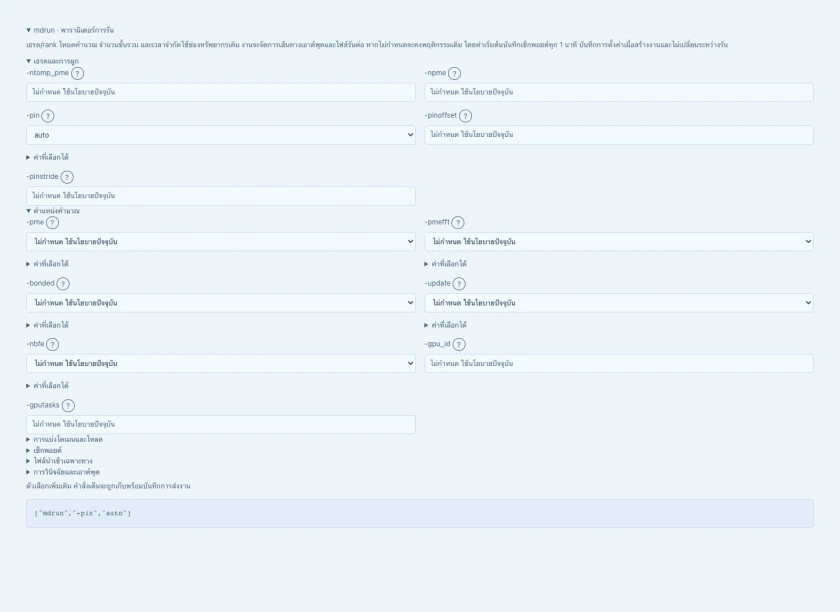 ▼ mdrun · พารามิเตอร์การรัน
เธรด/rank โหมดคำนวณ จำนวนขั้นรวม และเวลาจำกัดใช้ช่องทรัพยากรเดิม งานจะจัดการเส้นทางเอาต์พุตและไฟล์รันต่อ หากไม่กำหนดจะคงพฤติกรรมเดิม โดยค่าเริ่มต้นบันทึกเช็กพอยต์ทุก 1 นาที บันทึกการตั้งค่าเมื่อสร้างงานและไม่เปลี่ยนระหว่างรัน
▼ เธรดและการผูก
-ntomp_pme ? -npme ?
ไม่กำหนด ใช้นโยบายปัจจุบัน ไม่กำหนด ใช้นโยบายปัจจุบัน
-pin ? -pinoffset ?
auto ไม่กำหนด ใช้นโยบายปัจจุบัน
▶ ค่าที่เลือกได้
-pinstride ?
ไม่กำหนด ใช้นโยบายปัจจุบัน
▼ ตำแหน่งคำนวณ
-pme ? -pmefft ?
ไม่กำหนด ใช้นโยบายปัจจุบัน ไม่กำหนด ใช้นโยบายปัจจุบัน
▶ ค่าที่เลือกได้ ▶ ค่าที่เลือกได้
-bonded ? -update ?
ไม่กำหนด ใช้นโยบายปัจจุบัน ไม่กำหนด ใช้นโยบายปัจจุบัน
▶ ค่าที่เลือกได้ ▶ ค่าที่เลือกได้
-nbfe ? -gpu_id ?
ไม่กำหนด ใช้นโยบายปัจจุบัน ไม่กำหนด ใช้นโยบายปัจจุบัน
▶ ค่าที่เลือกได้
-gputasks ?
ไม่กำหนด ใช้นโยบายปัจจุบัน
▶ การแบ่งโดเมนและโหลด
▶ เช็กพอยต์
▶ ไฟล์นำเข้าเฉพาะทาง
▶ การวินิจฉัยและเอาต์พุต
ตัวเลือกเพิ่มเติม คำสั่งเต็มจะถูกเก็บพร้อมบันทึกการส่งงาน
["mdrun","-pin","auto"]